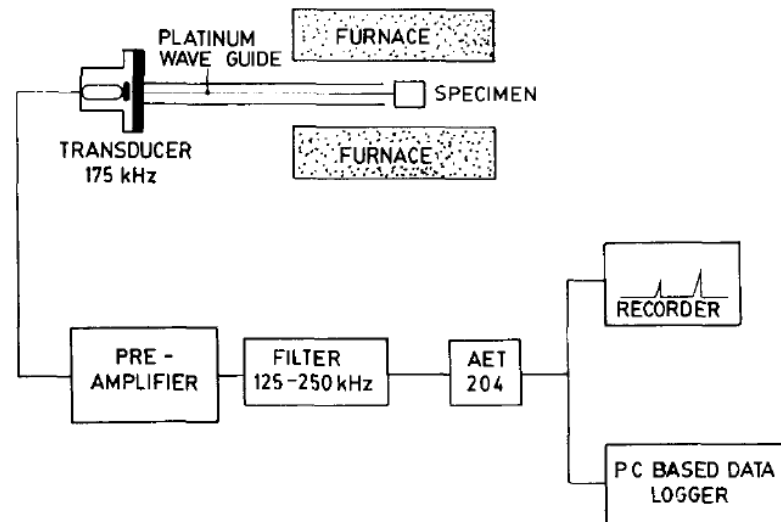 PLATINUM
WAVE GUIDE
FURNACE
SPECIMEN
TRANSDUCER
175 kHz
FURNACE
RECORDER
PRE-
AMPLIFIER
FILTER
125-250 kHz
AET
204
PC BASED DATA
LOGGER